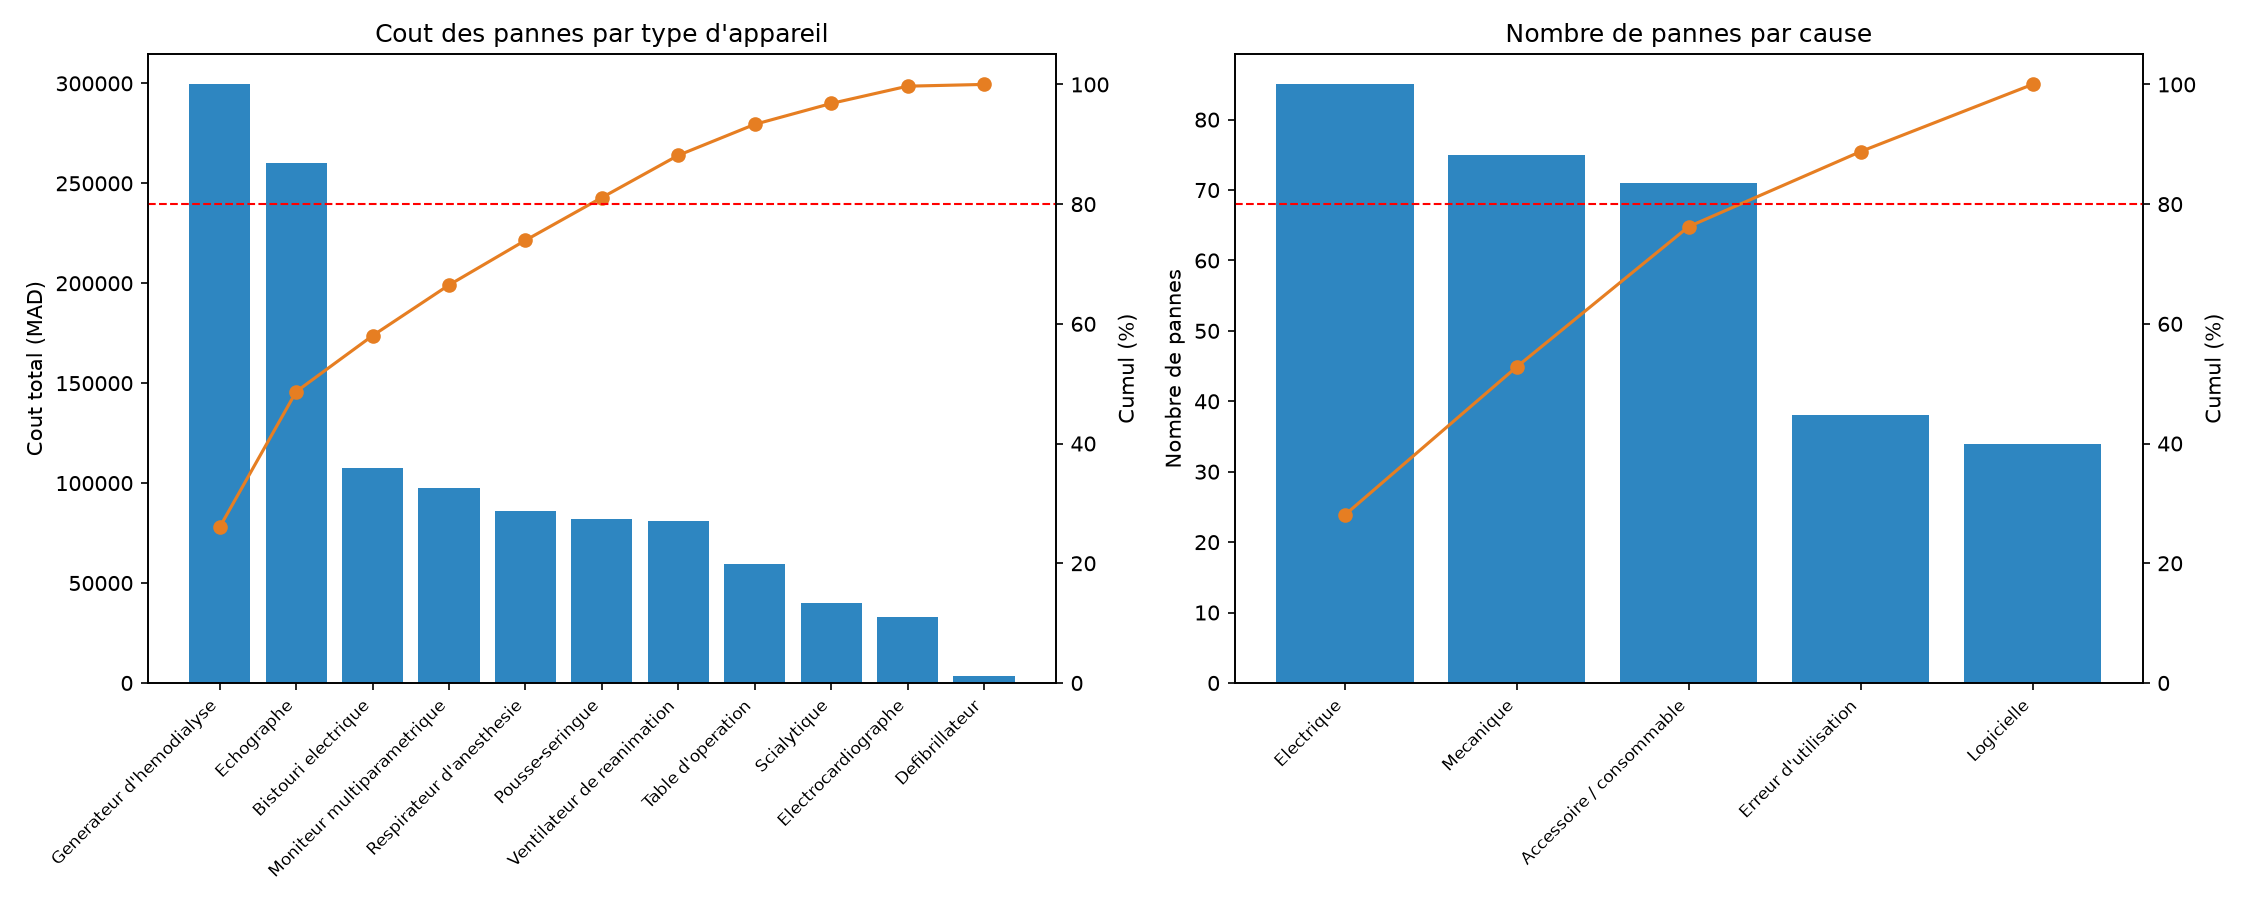 Cout des pannes par type d'appareil
Cout total (MAD)
300000
250000
200000
150000
100000
50000
0
100
80
60
40
20
0
Cumul (%)
Generateur d'hemodialyse
Echographe
Bistouri electrique
Moniteur multiparametrique
Respirateur d'anesthesie
Pousse-seringue
Ventilateur de reanimation
Table d'operation
Scialytique
Electrocardiographe
Defibrillateur
Nombre de pannes par cause
Nombre de pannes
80
70
60
50
40
30
20
10
0
100
80
60
40
20
0
Cumul (%)
Electrique
Mecanique
Accessoire / consommable
Erreur d'utilisation
Logicielle